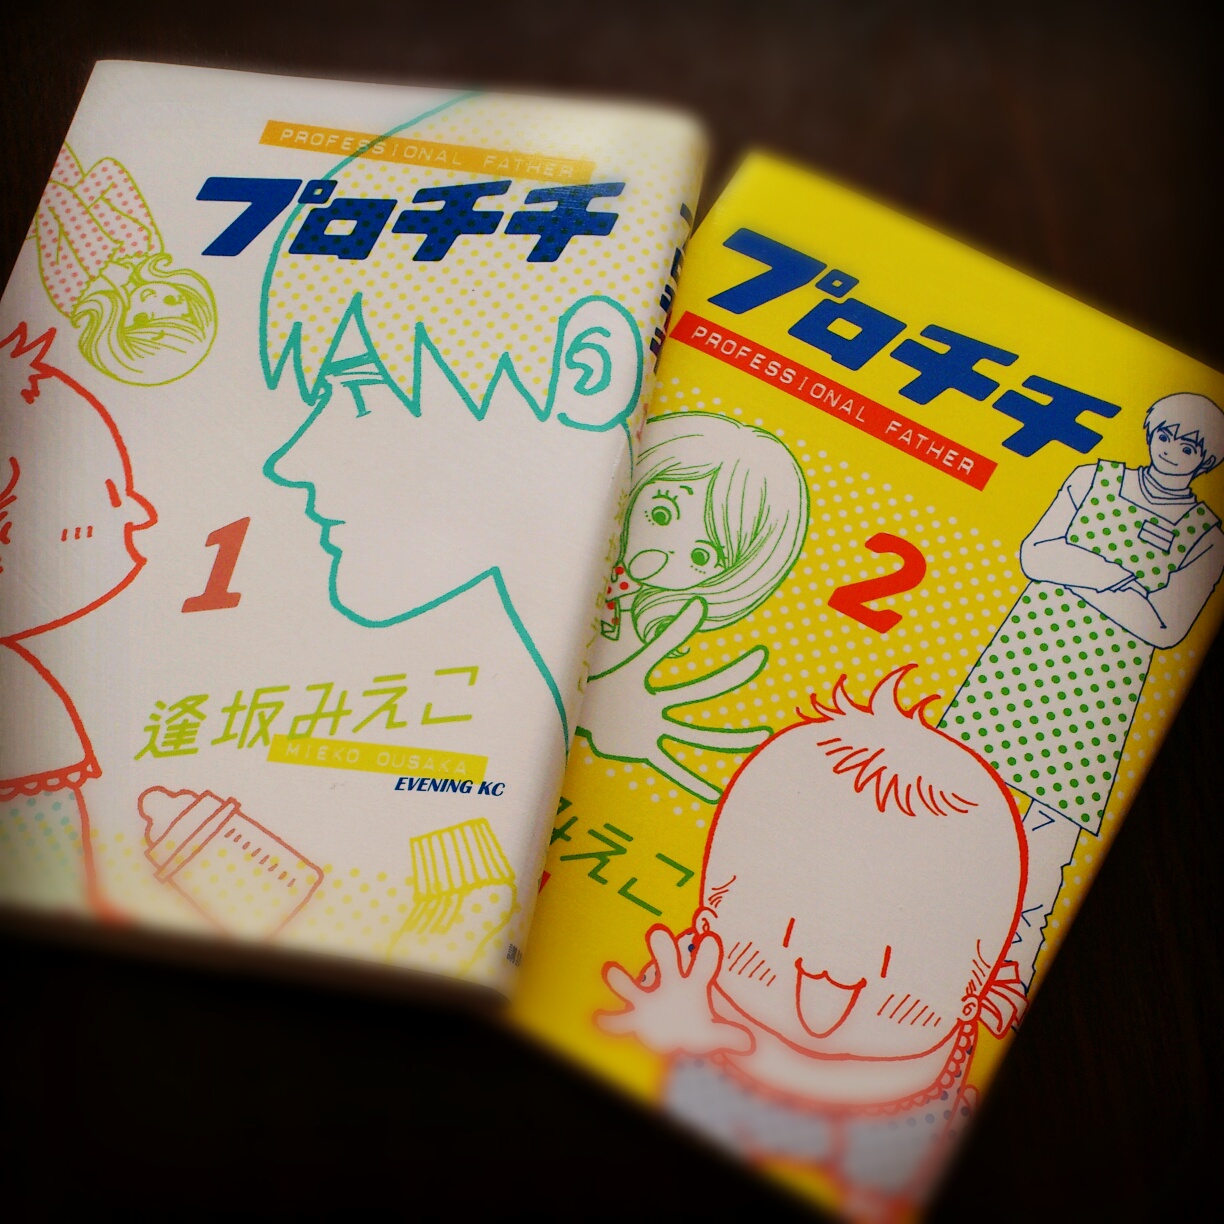 PROFESSIONAL FATHER
プロチチ
1
逢坂みえこ
MIEKO OUSAKA
EVENING KC
プロチチ
PROFESSIONAL FATHER
2
みえこ